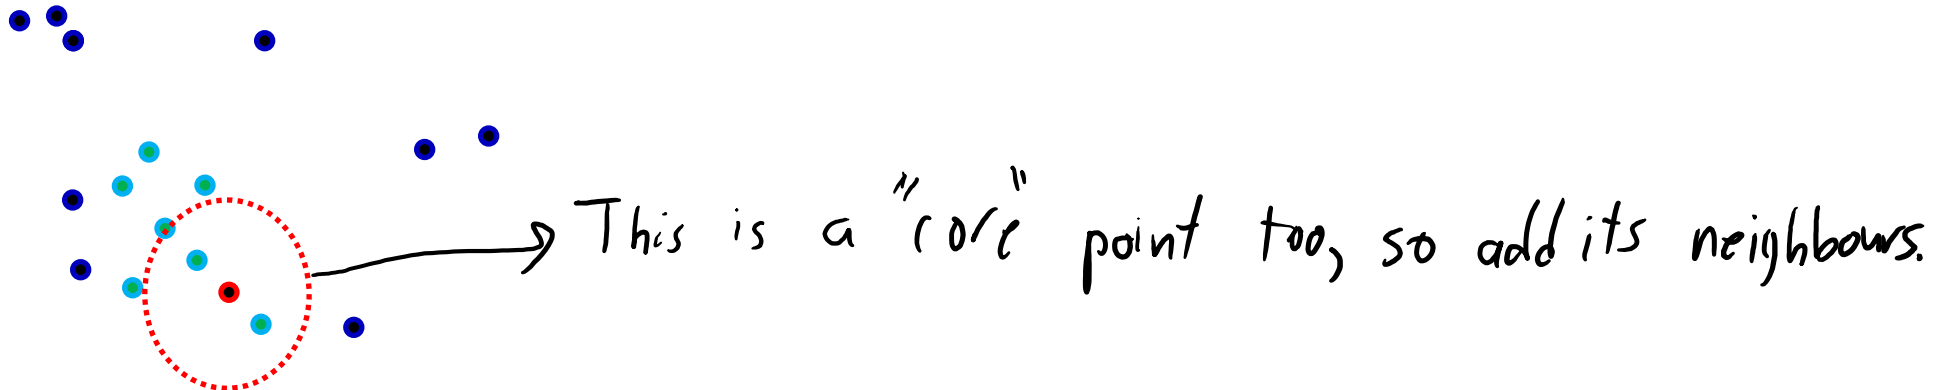 This is a "core" point too, so add its neighbours.